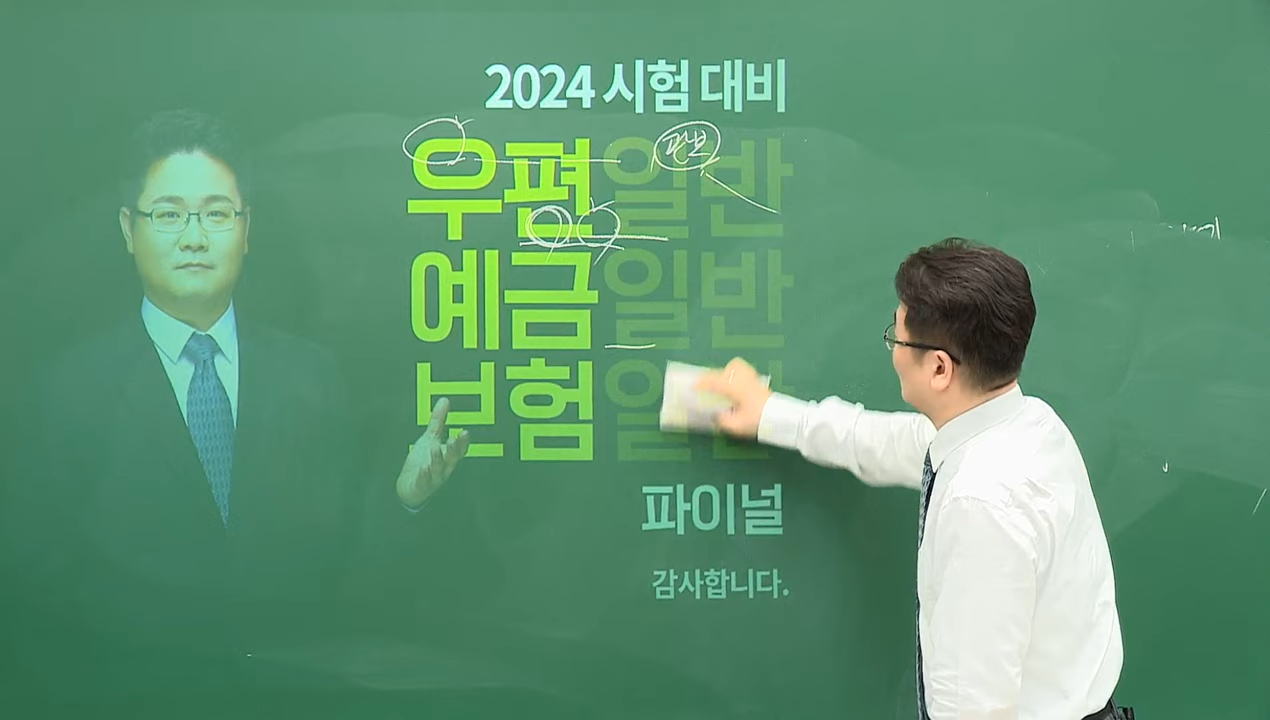 2024 시험 대비
우편일반
예금일반
보험일반
파이널
감사합니다.